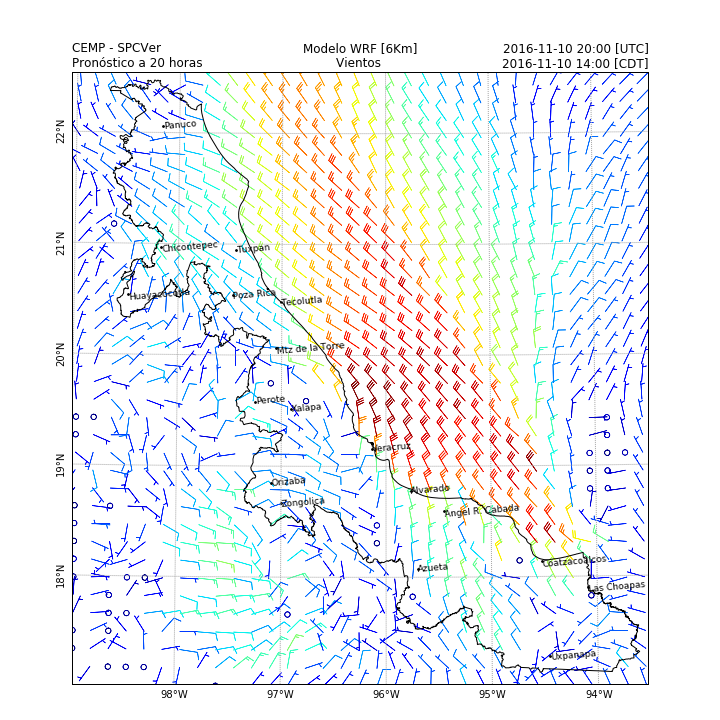 CEMP - SPCVer
Modelo WRF [6Km]
2016-11-10 20:00 [UTC]
Pronóstico a 20 horas
Vientos
2016-11-10 14:00 [CDT]
22°N
Panuco
21°N
Chicontepec
Tuxpan
Huayacocotla
Poza Rica
Tecolutla
20°N
Mtz de la Torre
Perote
Xalapa
19°N
Veracruz
Orizaba
Alvarado
Zongolica
Angel R. Cabada
18°N
Azueta
Coatzacoalcos
Las Choapas
Uxpanapa
98°W
97°W
96°W
95°W
94°W